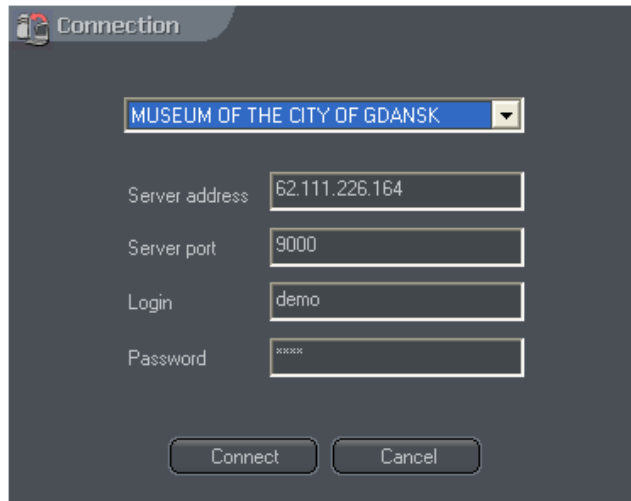 Connection
MUSEUM OF THE CITY OF GDANSK
Server address 62.111.226.164
Server port 9000
Login demo
Password ××××
Connect Cancel